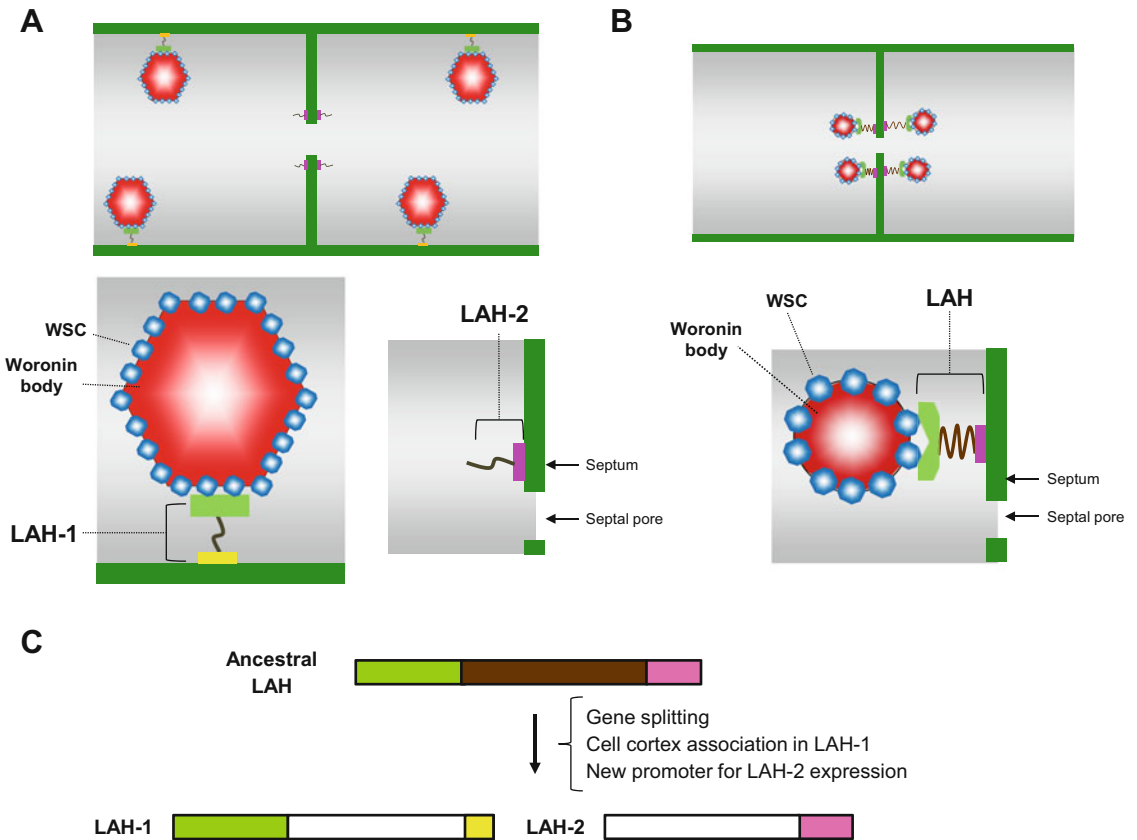 A
B
WSC
Woronin
body
LAH-1
LAH-2
Septum
Septal pore
WSC
Woronin
body
LAH
Septum
Septal pore
C
Ancestral
LAH
Gene splitting
Cell cortex association in LAH-1
New promoter for LAH-2 expression
LAH-1
LAH-2